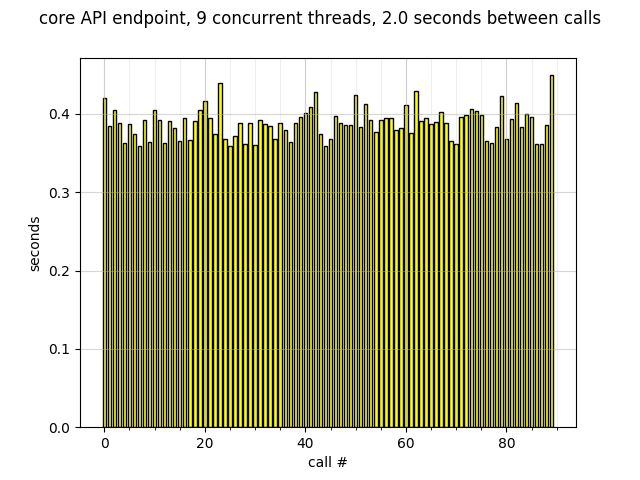 core API endpoint, 9 concurrent threads, 2.0 seconds between calls
0.4
0.3
0.2
0.1
0.0
seconds
0 20 40 60 80
call #